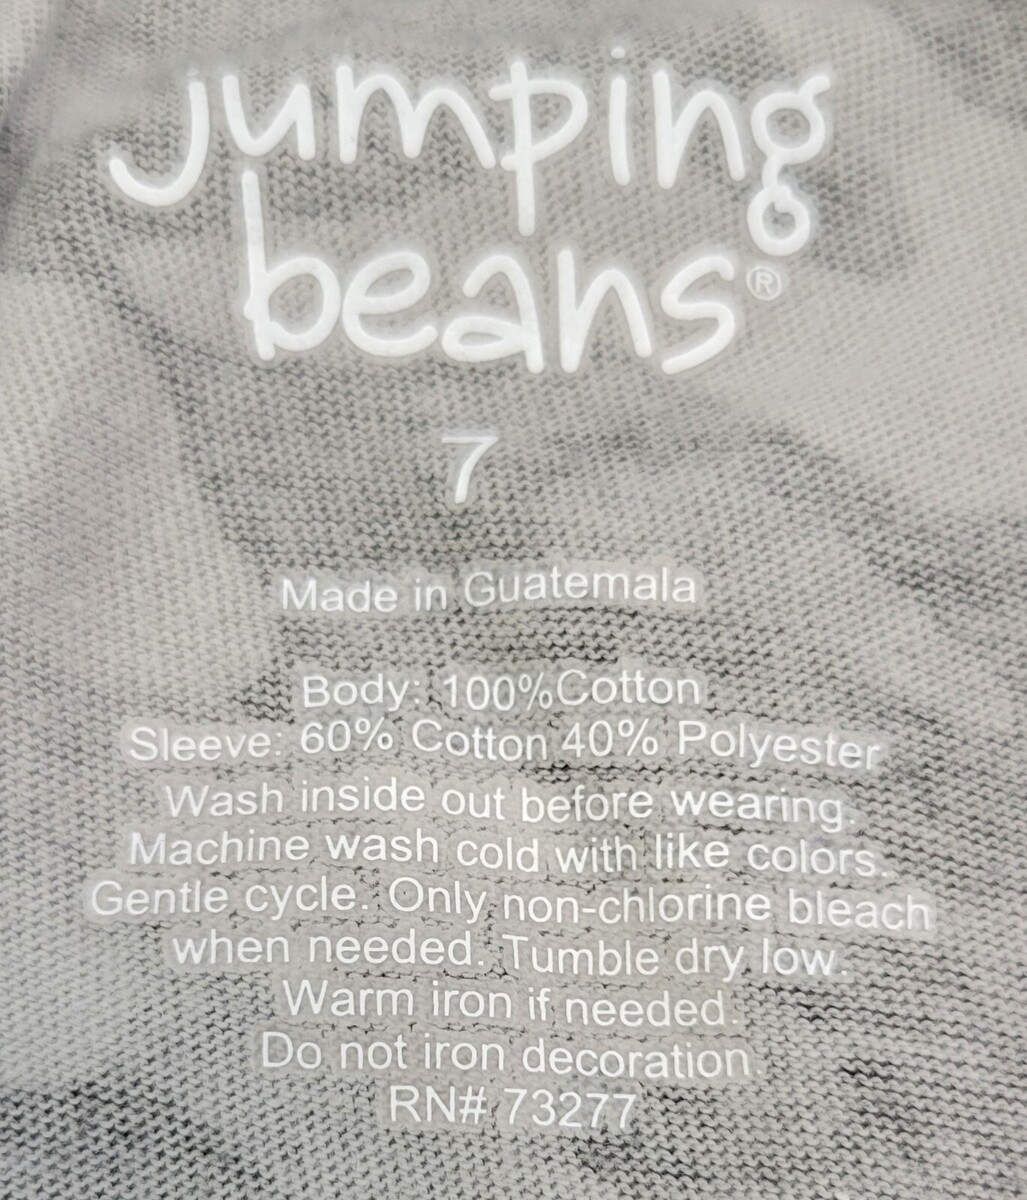 jumping
beans®
7
Made in Guatemala
Body: 100%Cotton
Sleeve: 60% Cotton 40% Polyester
Wash inside out before wearing.
Machine wash cold with like colors.
Gentle cycle. Only non-chlorine bleach
when needed. Tumble dry low.
Warm iron if needed.
Do not iron decoration.
RN# 73277